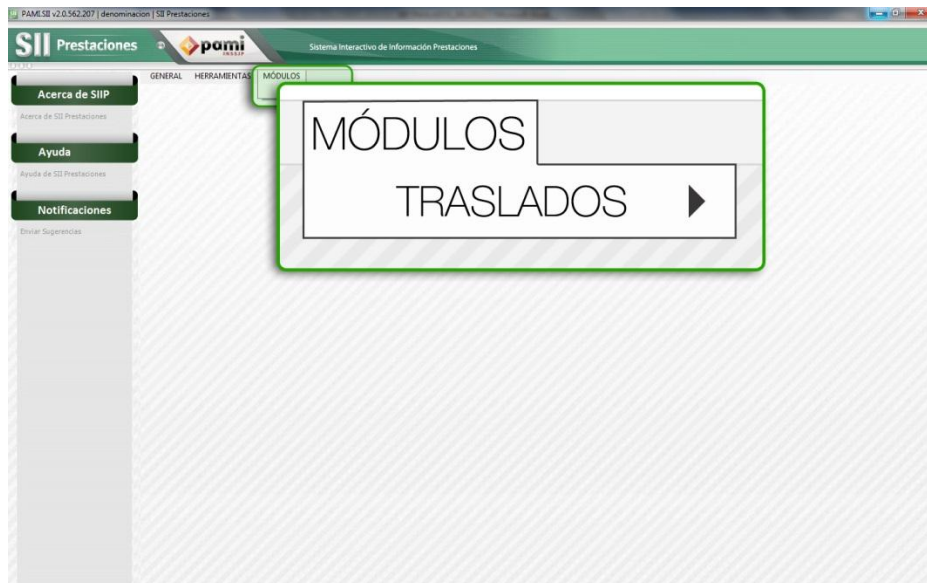 PAMI.SII v2.0.562.207 | denominacion | SII Prestaciones
SII Prestaciones
pami
INSSJP
Sistema Interactivo de Información Prestaciones
GENERAL HERRAMIENTAS MÓDULOS
Acerca de SIIP
Acerca de SII Prestaciones
Ayuda
Ayuda de SII Prestaciones
Notificaciones
Enviar Sugerencias
MÓDULOS
TRASLADOS